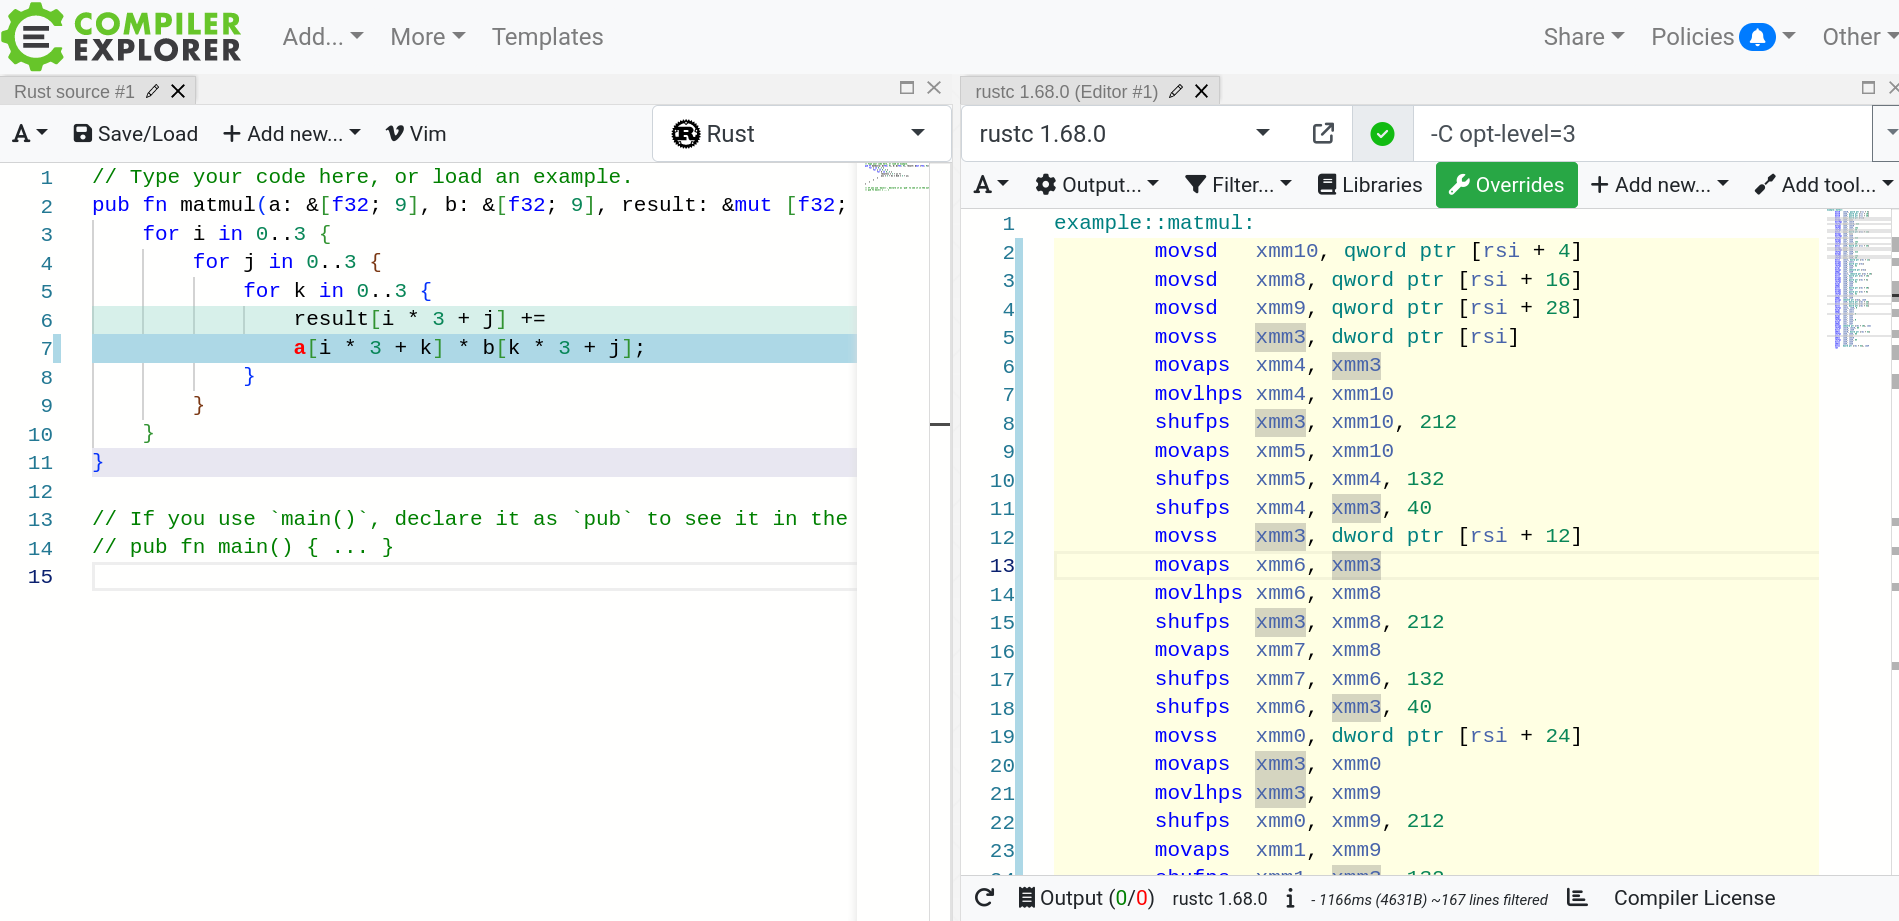 COMPILER
EXPLORER
Add...
More
Templates
Share
Policies
Other
Rust source #1
rustc 1.68.0 (Editor #1)
A
Save/Load
Add new...
Vim
Rust
rustc 1.68.0
-C opt-level=3
A
Output...
Filter...
Libraries
Overrides
Add new...
Add tool...
1 // Type your code here, or load an example.
2 pub fn matmul(a: &[f32; 9], b: &[f32; 9], result: &mut [f32;
3     for i in 0..3 {
4         for j in 0..3 {
5             for k in 0..3 {
6                 result[i * 3 + j] +=
7                 a[i * 3 + k] * b[k * 3 + j];
8             }
9         }
10     }
11 }
12
13 // If you use `main()`, declare it as `pub` to see it in the
14 // pub fn main() { ... }
15
1 example::matmul:
2         movsd   xmm10, qword ptr [rsi + 4]
3         movsd   xmm8, qword ptr [rsi + 16]
4         movsd   xmm9, qword ptr [rsi + 28]
5         movss   xmm3, dword ptr [rsi]
6         movaps  xmm4, xmm3
7         movlhps xmm4, xmm10
8         shufps  xmm3, xmm10, 212
9         movaps  xmm5, xmm10
10         shufps  xmm5, xmm4, 132
11         shufps  xmm4, xmm3, 40
12         movss   xmm3, dword ptr [rsi + 12]
13         movaps  xmm6, xmm3
14         movlhps xmm6, xmm8
15         shufps  xmm3, xmm8, 212
16         movaps  xmm7, xmm8
17         shufps  xmm7, xmm6, 132
18         shufps  xmm6, xmm3, 40
19         movss   xmm0, dword ptr [rsi + 24]
20         movaps  xmm3, xmm0
21         movlhps xmm3, xmm9
22         shufps  xmm0, xmm9, 212
23         movaps  xmm1, xmm9
Output (0/0) rustc 1.68.0 i - 1166ms (4631B) ~167 lines filtered Compiler License